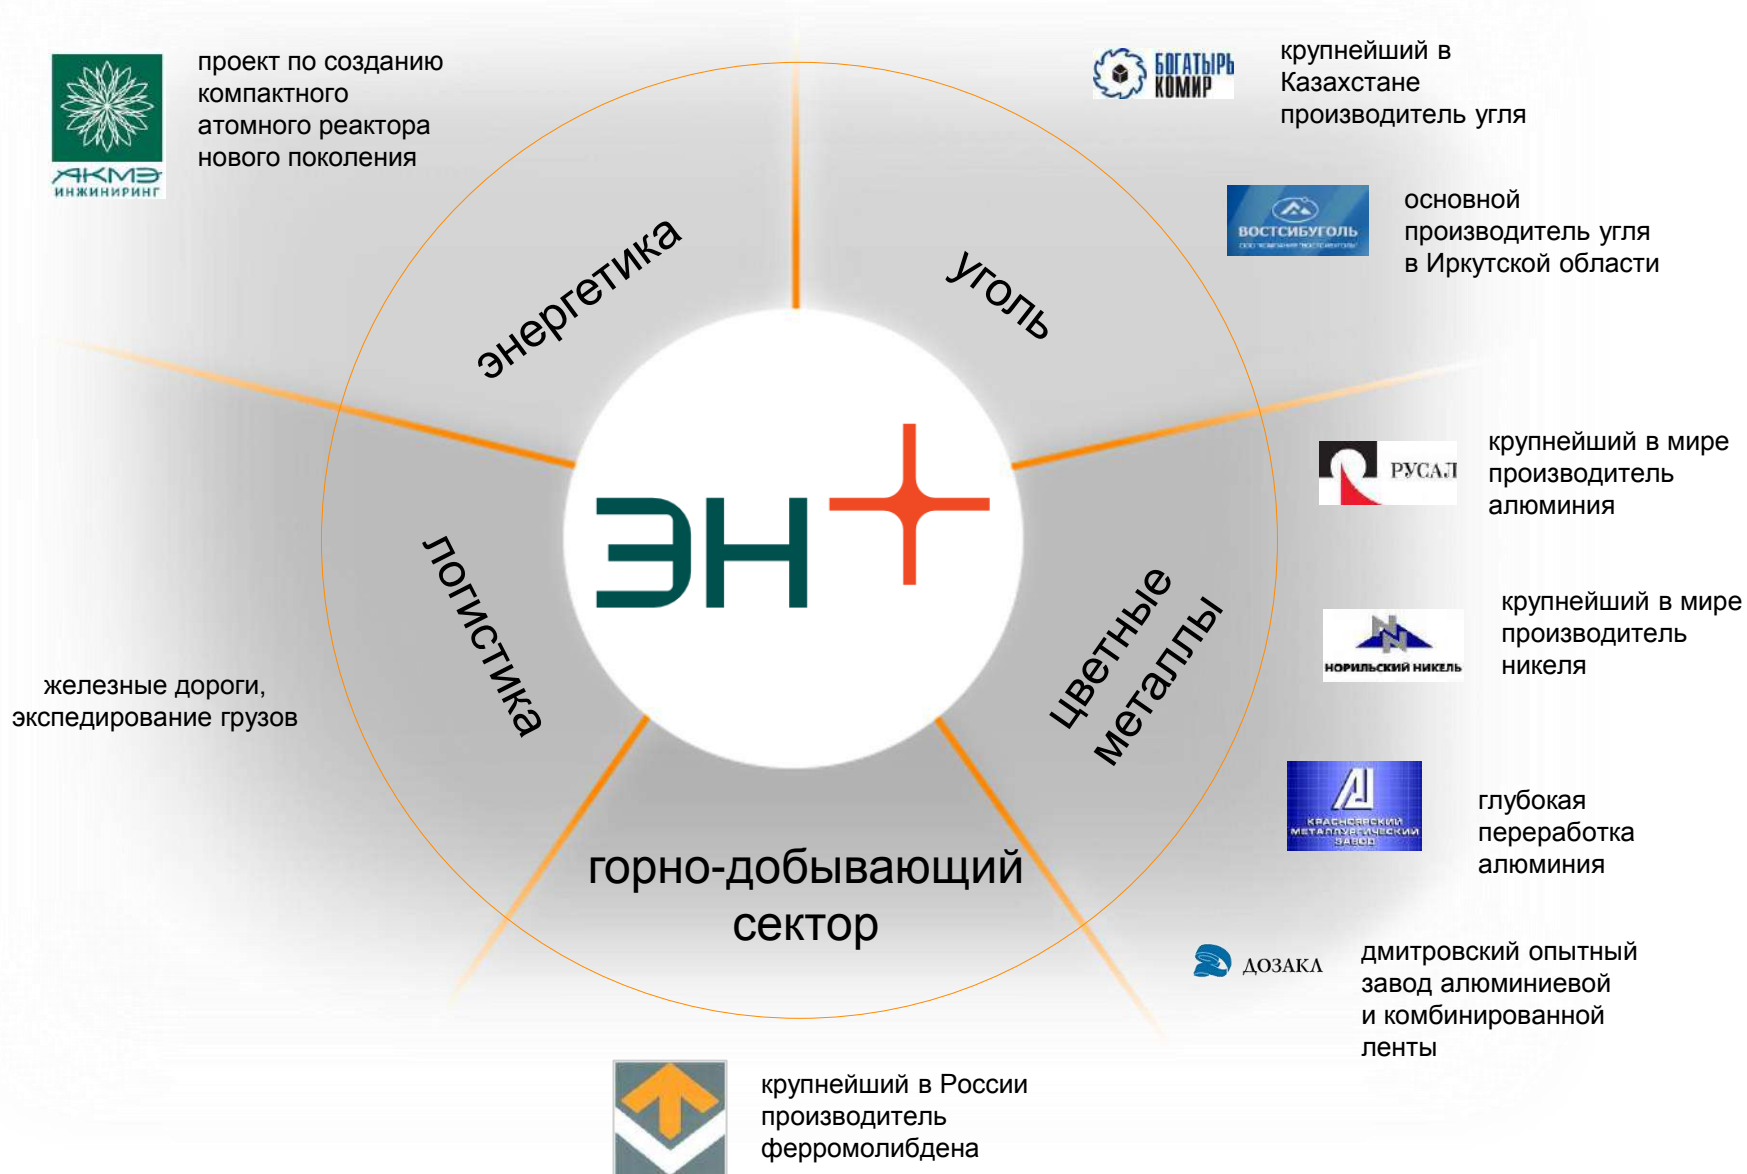 АКМЭ
ИНЖИНИРИНГ
проект по созданию
компактного
атомного реактора
нового поколения
БОГАТЫРЬ
КОМИР
крупнейший в
Казахстане
производитель угля
ВОСТСИБУГОЛЬ
основной
производитель угля
в Иркутской области
энергетика
уголь
ЭН+
РУСАЛ
крупнейший в мире
производитель
алюминия
логистика
цветные
металлы
НОРИЛЬСКИЙ НИКЕЛЬ
крупнейший в мире
производитель
никеля
железные дороги,
экспедирование грузов
КРАСНОЯРСКИЙ
МЕТАЛЛУРГИЧЕСКИЙ
ЗАВОД
глубокая
переработка
алюминия
горно-добывающий
сектор
ДОЗАКЛ
дмитровский опытный
завод алюминиевой
и комбинированной
ленты
крупнейший в России
производитель
ферромолибдена